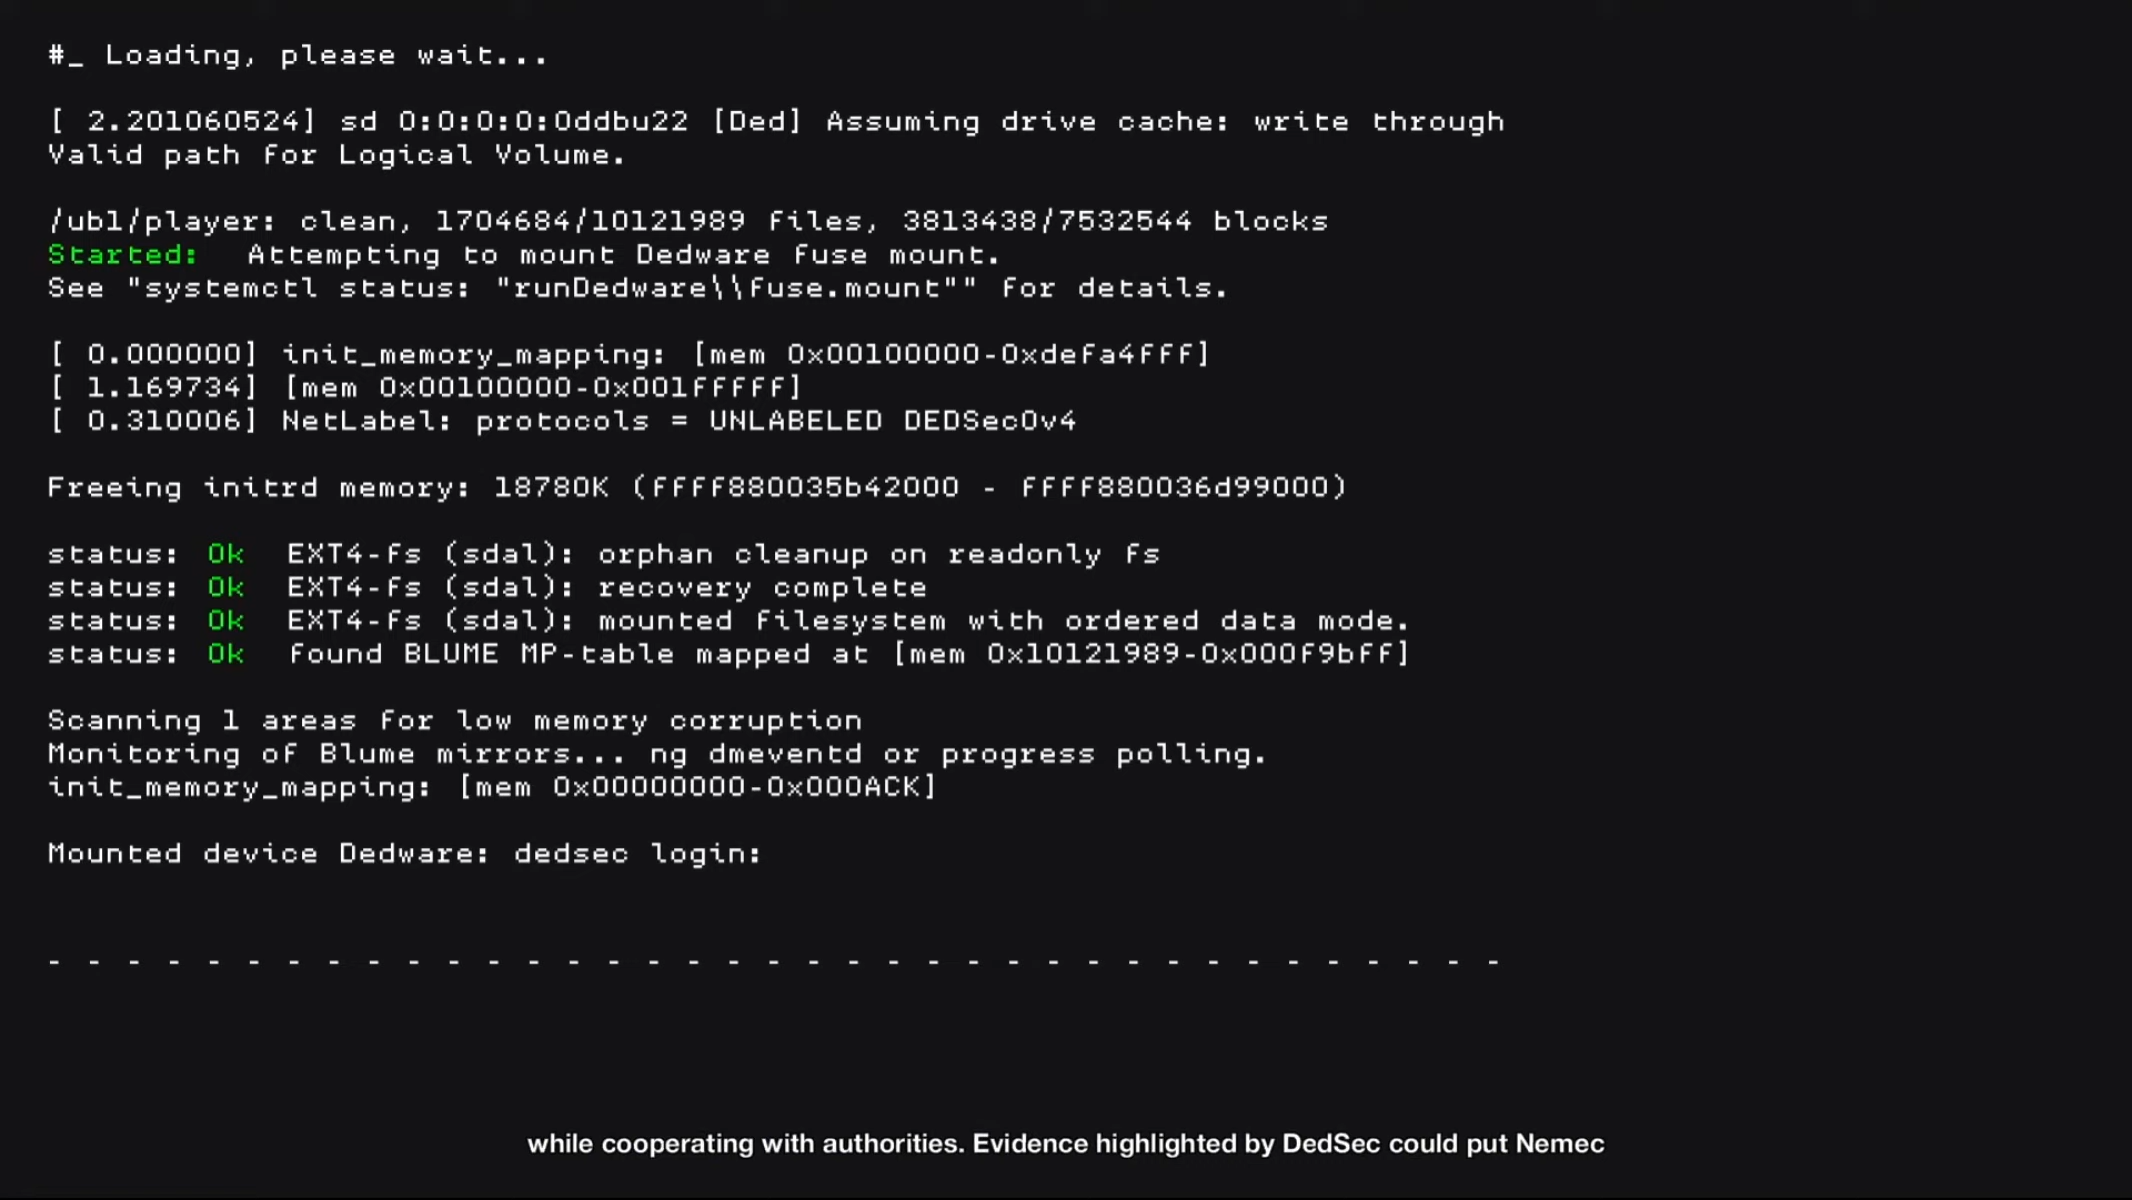 #_ Loading, please wait...
[ 2.201060524] sd 0:0:0:0:0ddbu22 [Ded] Assuming drive cache: write through
Valid path for Logical Volume.
/ubl/player: clean, 1704684/10121989 files, 3813438/7532544 blocks
Started: Attempting to mount Dedware fuse mount.
See "systemctl status: "runDedware\\fuse.mount"" for details.
[ 0.000000] init_memory_mapping: [mem 0x00100000-0xdefa4fff]
[ 1.169734] [mem 0x00100000-0x001fffff]
[ 0.310006] NetLabel: protocols = UNLABELED DEDSec0v4
Freeing initrd memory: 18780K (ffff880035b42000 - ffff880036d99000)
status: Ok EXT4-fs (sdal): orphan cleanup on readonly fs
status: Ok EXT4-fs (sdal): recovery complete
status: Ok EXT4-fs (sdal): mounted filesystem with ordered data mode.
status: Ok found BLUME MP-table mapped at [mem 0x10121989-0x000f9bff]
Scanning 1 areas for low memory corruption
Monitoring of Blume mirrors... ng dmeventd or progress polling.
init_memory_mapping: [mem 0x00000000-0x000ACK]
Mounted device Dedware: dedsec login:
- - - - - - - - - - - - - - - - - - - - - - - - - - - - - - - - - - - - -
while cooperating with authorities. Evidence highlighted by DedSec could put Nemec